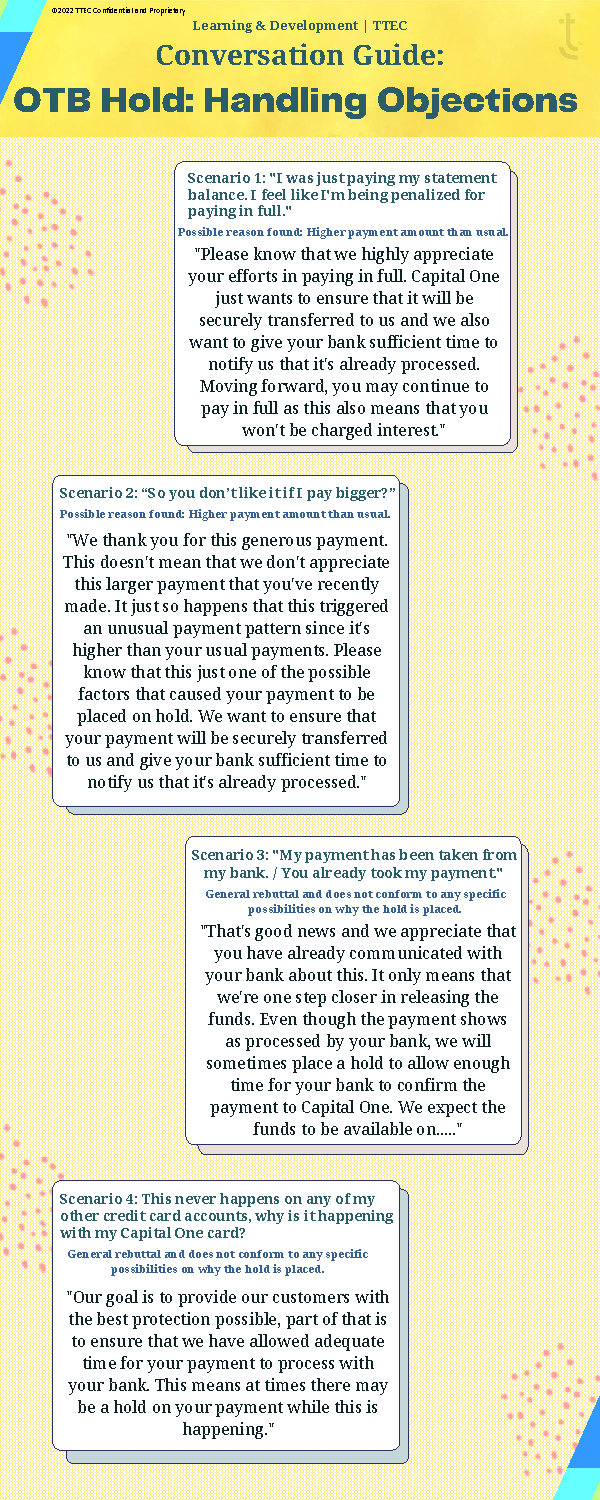 ©2022 TTEC Confidential and Proprietary
Learning & Development | TTEC
Conversation Guide:
OTB Hold: Handling Objections
Scenario 1: "I was just paying my statement
balance. I feel like I'm being penalized for
paying in full."
Possible reason found: Higher payment amount than usual.
"Please know that we highly appreciate
your efforts in paying in full. Capital One
just wants to ensure that it will be
securely transferred to us and we also
want to give your bank sufficient time to
notify us that it's already processed.
Moving forward, you may continue to
pay in full as this also means that you
won't be charged interest."
Scenario 2: “So you don’t like it if I pay bigger?”
Possible reason found: Higher payment amount than usual.
"We thank you for this generous payment.
This doesn't mean that we don't appreciate
this larger payment that you've recently
made. It just so happens that this triggered
an unusual payment pattern since it's
higher than your usual payments. Please
know that this just one of the possible
factors that caused your payment to be
placed on hold. We want to ensure that
your payment will be securely transferred
to us and give your bank sufficient time to
notify us that it's already processed."
Scenario 3: "My payment has been taken from
my bank. / You already took my payment."
General rebuttal and does not conform to any specific
possibilities on why the hold is placed.
"That's good news and we appreciate that
you have already communicated with
your bank about this. It only means that
we're one step closer in releasing the
funds. Even though the payment shows
as processed by your bank, we will
sometimes place a hold to allow enough
time for your bank to confirm the
payment to Capital One. We expect the
funds to be available on....."
Scenario 4: This never happens on any of my
other credit card accounts, why is it happening
with my Capital One card?
General rebuttal and does not conform to any specific
possibilities on why the hold is placed.
"Our goal is to provide our customers with
the best protection possible, part of that is
to ensure that we have allowed adequate
time for your payment to process with
your bank. This means at times there may
be a hold on your payment while this is
happening."